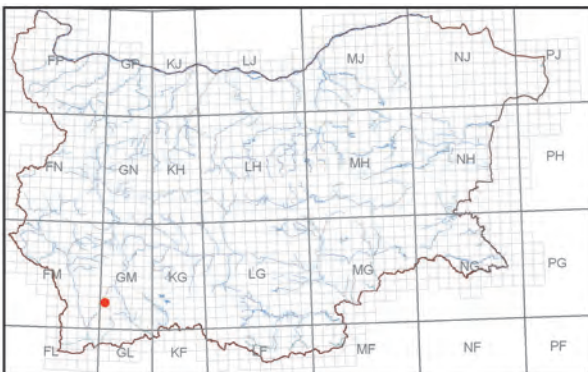 FP GP KJ LJ MJ NJ PJ
FN GN KH LH MH NH PH
FM GM KG LG MG NG PG
FL GL KF LF MF NF PF